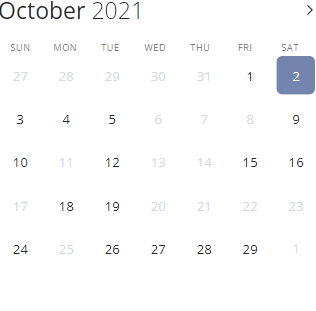 October 2021 >
SUN MON TUE WED THU FRI SAT
27 28 29 30 31 1 2
3 4 5 6 7 8 9
10 11 12 13 14 15 16
17 18 19 20 21 22 23
24 25 26 27 28 29 1